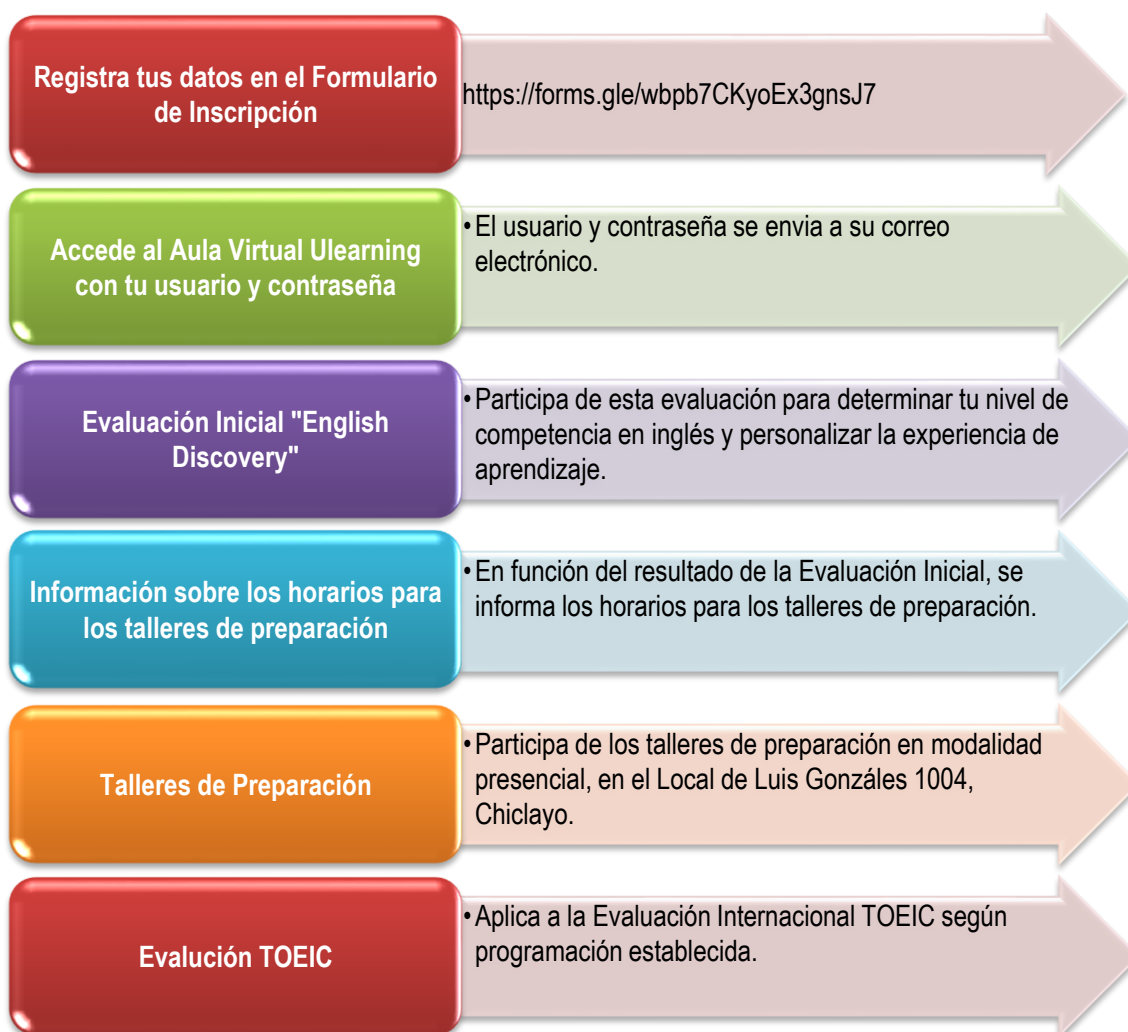 Registra tus datos en el Formulario
de Inscripción
https://forms.gle/wbpb7CKyoEx3gnsJ7
Accede al Aula Virtual Ulearning
con tu usuario y contraseña
•El usuario y contraseña se envia a su correo
electrónico.
Evaluación Inicial "English
Discovery"
•Participa de esta evaluación para determinar tu nivel de
competencia en inglés y personalizar la experiencia de
aprendizaje.
Información sobre los horarios para
los talleres de preparación
•En función del resultado de la Evaluación Inicial, se
informa los horarios para los talleres de preparación.
Talleres de Preparación
•Participa de los talleres de preparación en modalidad
presencial, en el Local de Luis Gonzáles 1004,
Chiclayo.
Evalución TOEIC
•Aplica a la Evaluación Internacional TOEIC según
programación establecida.